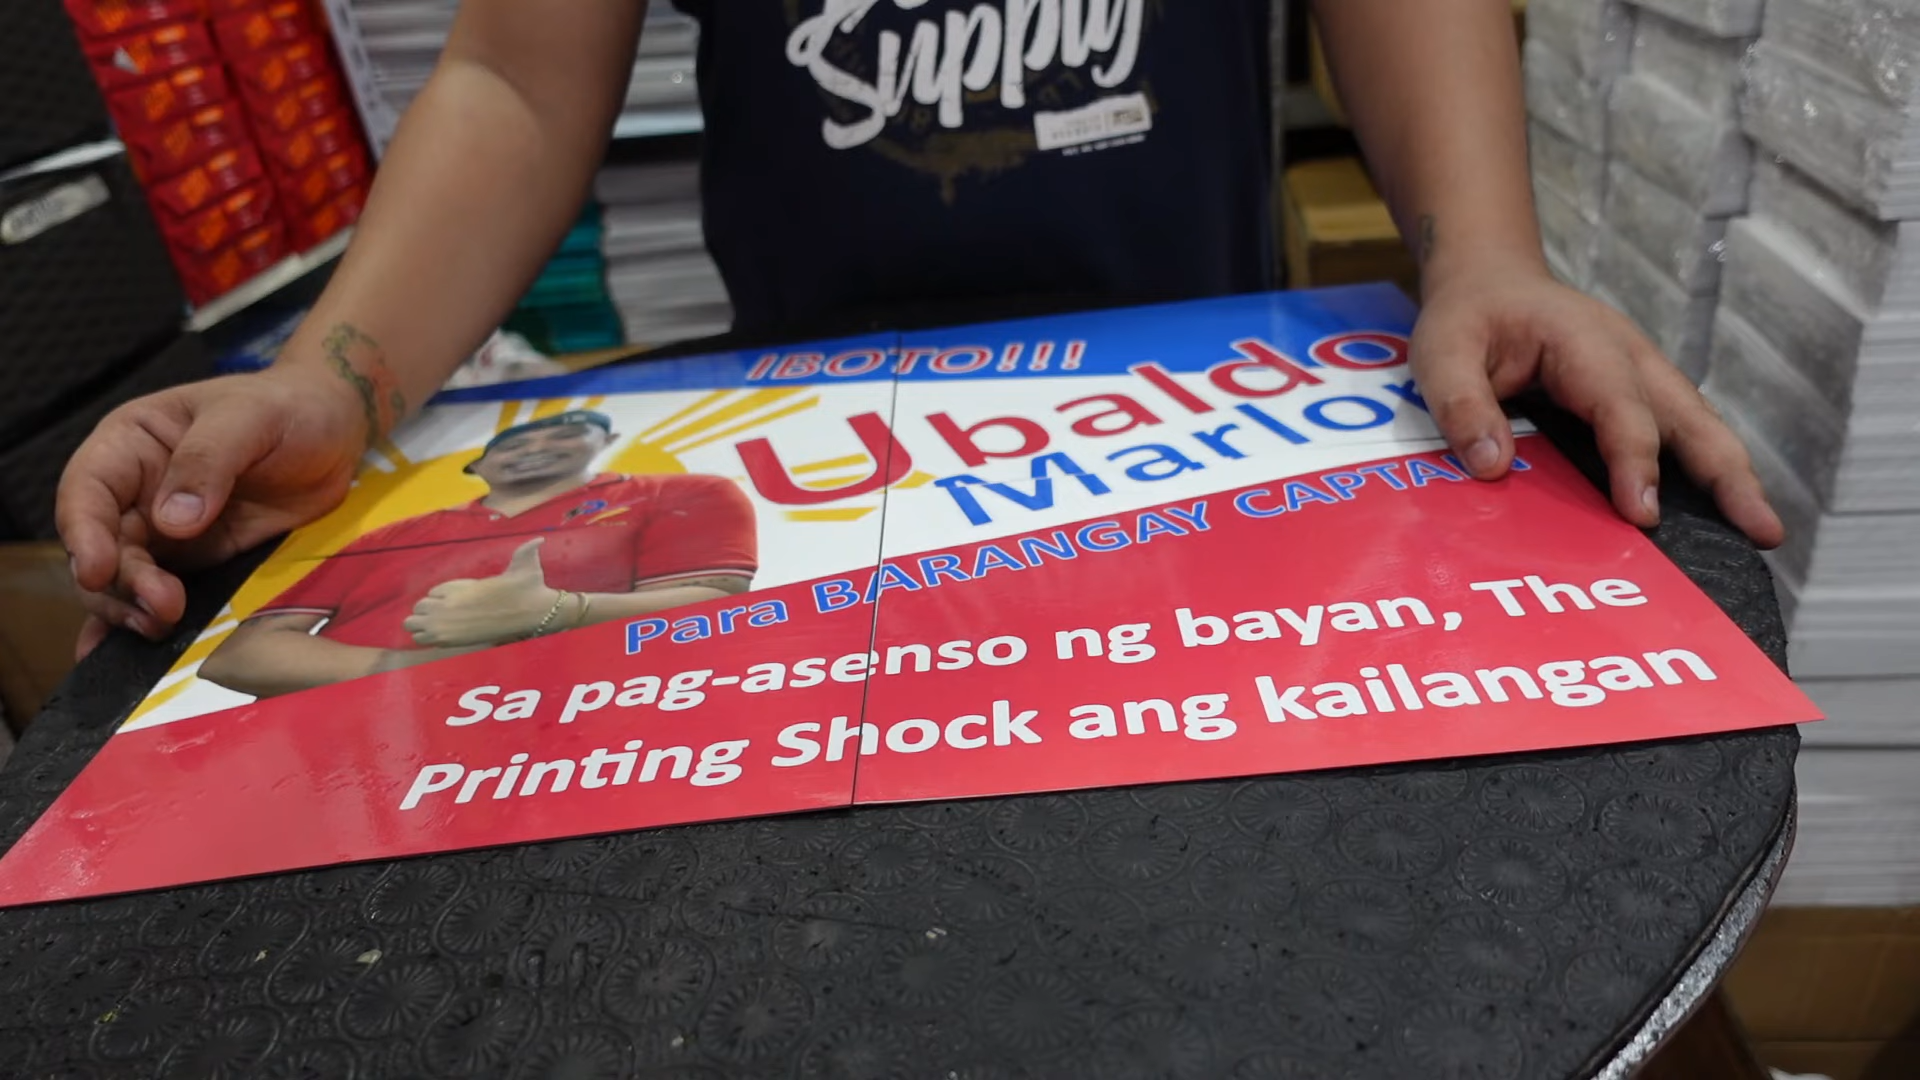 Supply
IBOTO!!!
Ubaldo
Marlon
Para BARANGAY CAPTAIN
Sa pag-asenso ng bayan, The
Printing Shock ang kailangan